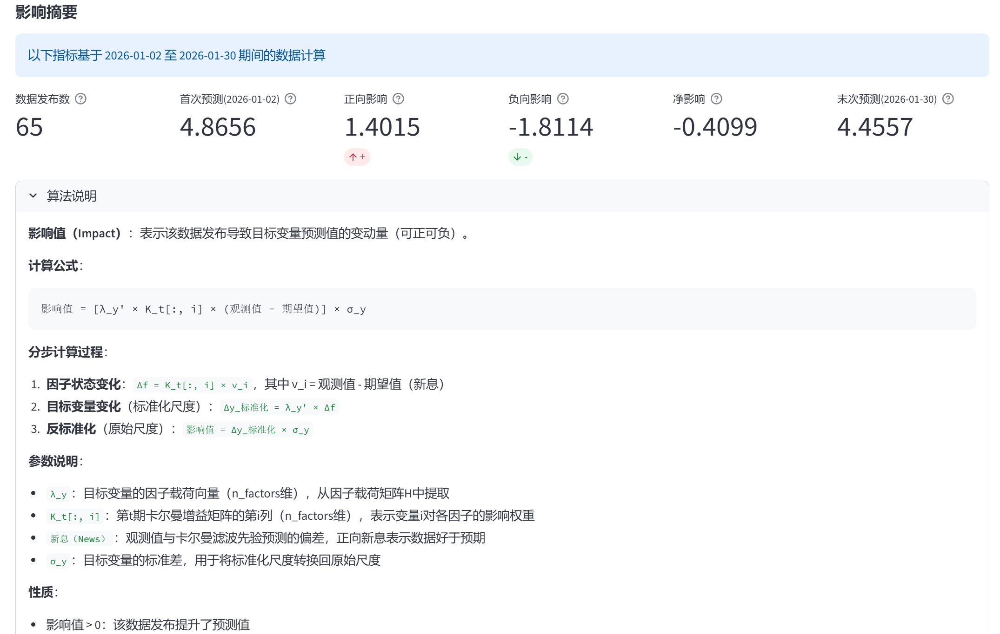 影响摘要
以下指标基于 2026-01-02 至 2026-01-30 期间的数据计算
数据发布数
首次预测(2026-01-02)
正向影响
负向影响
净影响
末次预测(2026-01-30)
65
4.8656
1.4015
-1.8114
-0.4099
4.4557
↑ +
↓ -
算法说明
影响值（Impact）：表示该数据发布导致目标变量预测值的变动量（可正可负）。
计算公式：
影响值 = [λ_y' × K_t[:, i] × (观测值 − 期望值)] × σ_y
分步计算过程：
1. 因子状态变化：Δf = K_t[:, i] × v_i，其中 v_i = 观测值 - 期望值（新息）
2. 目标变量变化（标准化尺度）：Δy_标准化 = λ_y' × Δf
3. 反标准化（原始尺度）：影响值 = Δy_标准化 × σ_y
参数说明：
• λ_y：目标变量的因子载荷向量（n_factors维），从因子载荷矩阵H中提取
• K_t[:, i]：第t期卡尔曼增益矩阵的第i列（n_factors维），表示变量i对各因子的影响权重
• 新息（News）：观测值与卡尔曼滤波先验预测的偏差，正向新息表示数据好于预期
• σ_y：目标变量的标准差，用于将标准化尺度转换回原始尺度
性质：
• 影响值 > 0：该数据发布提升了预测值